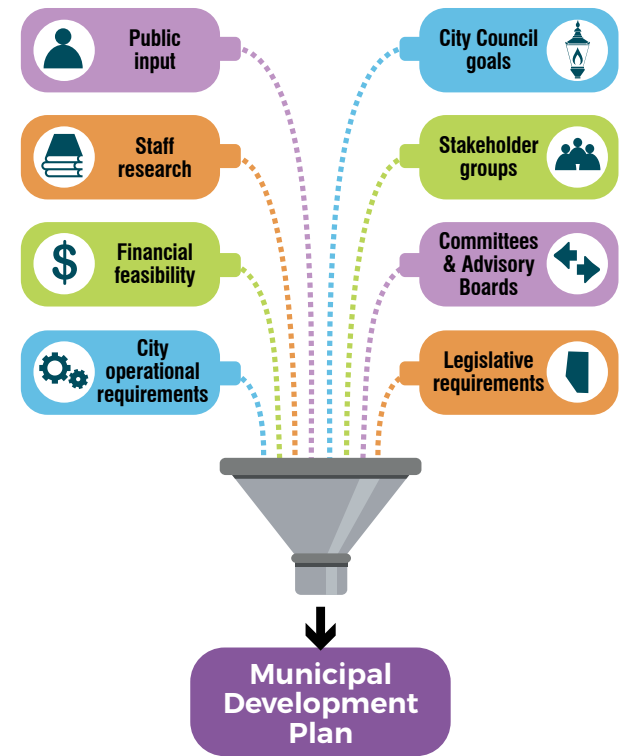 Public
input
Staff
research
$
Financial
feasibility
City
operational
requirements
City Council
goals
Stakeholder
groups
Committees
& Advisory
Boards
Legislative
requirements
Municipal
Development
Plan